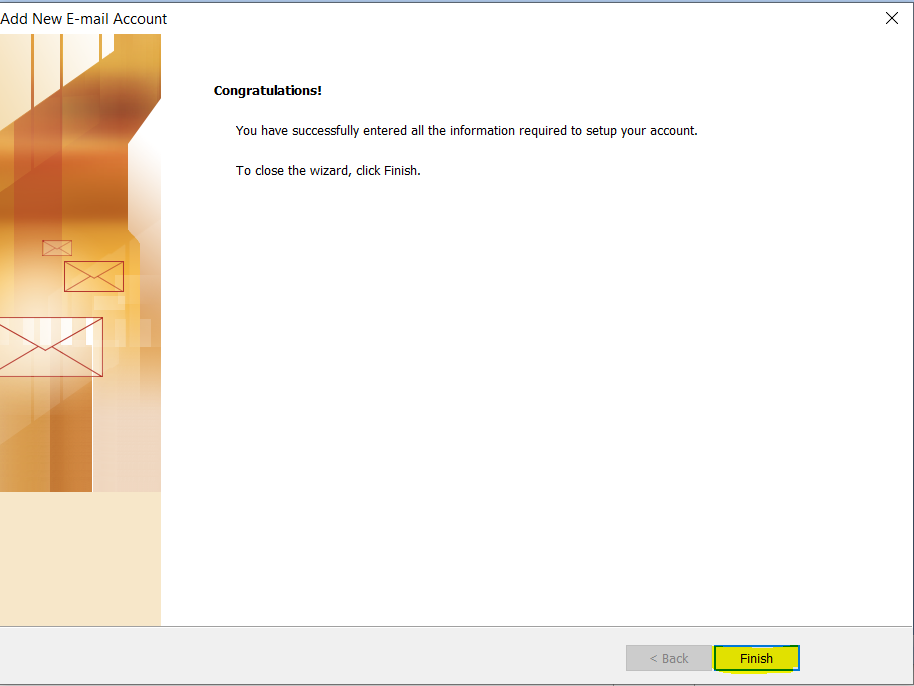 Add New E-mail Account
Congratulations!
You have successfully entered all the information required to setup your account.
To close the wizard, click Finish.
< Back
Finish